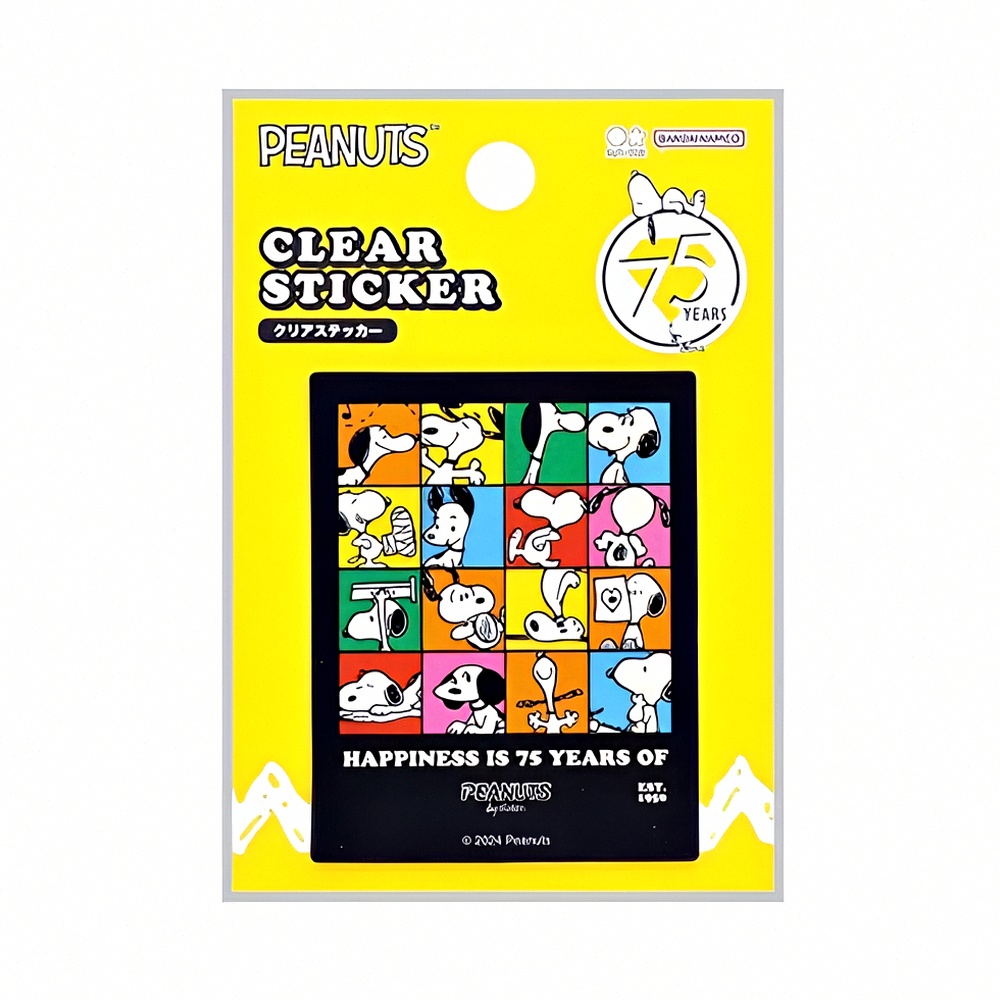 PEANUTS
BANDAI NAMCO
CLEAR
STICKER
クリアステッカー
75
YEARS
HAPPINESS IS 75 YEARS OF
PEANUTS
EST.
1950
© 2024 Peanuts